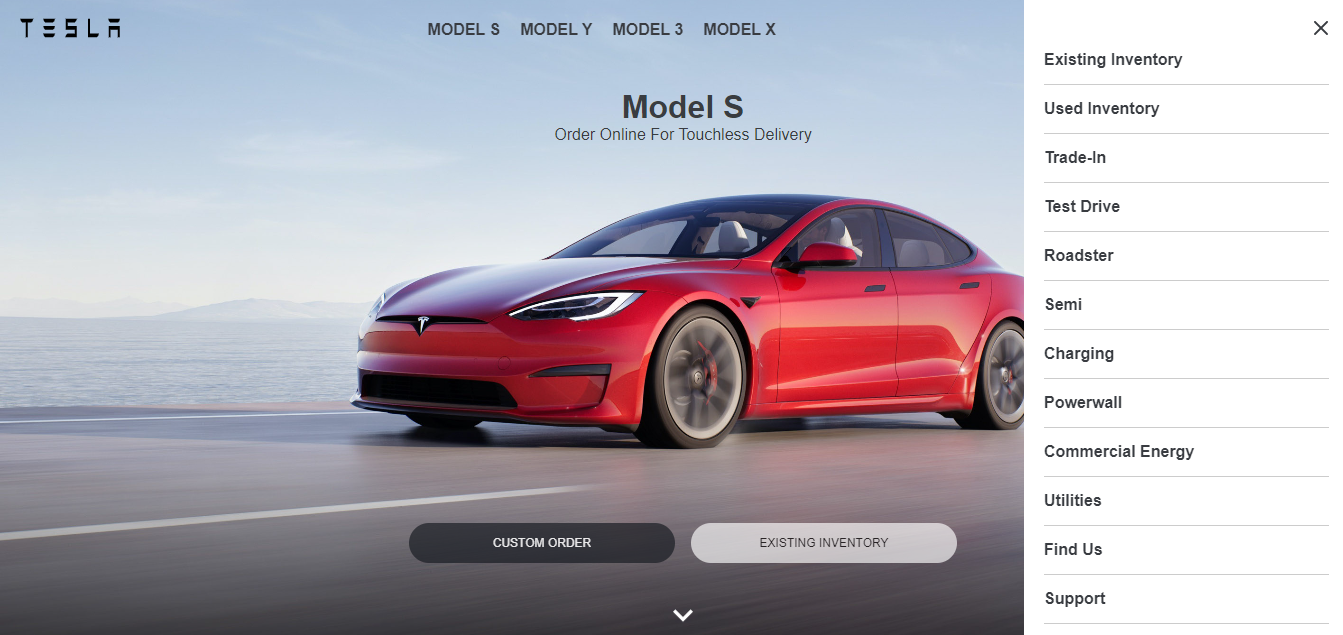 TESLA
MODEL S MODEL Y MODEL 3 MODEL X
Model S
Order Online For Touchless Delivery
CUSTOM ORDER
EXISTING INVENTORY
Existing Inventory
Used Inventory
Trade-In
Test Drive
Roadster
Semi
Charging
Powerwall
Commercial Energy
Utilities
Find Us
Support